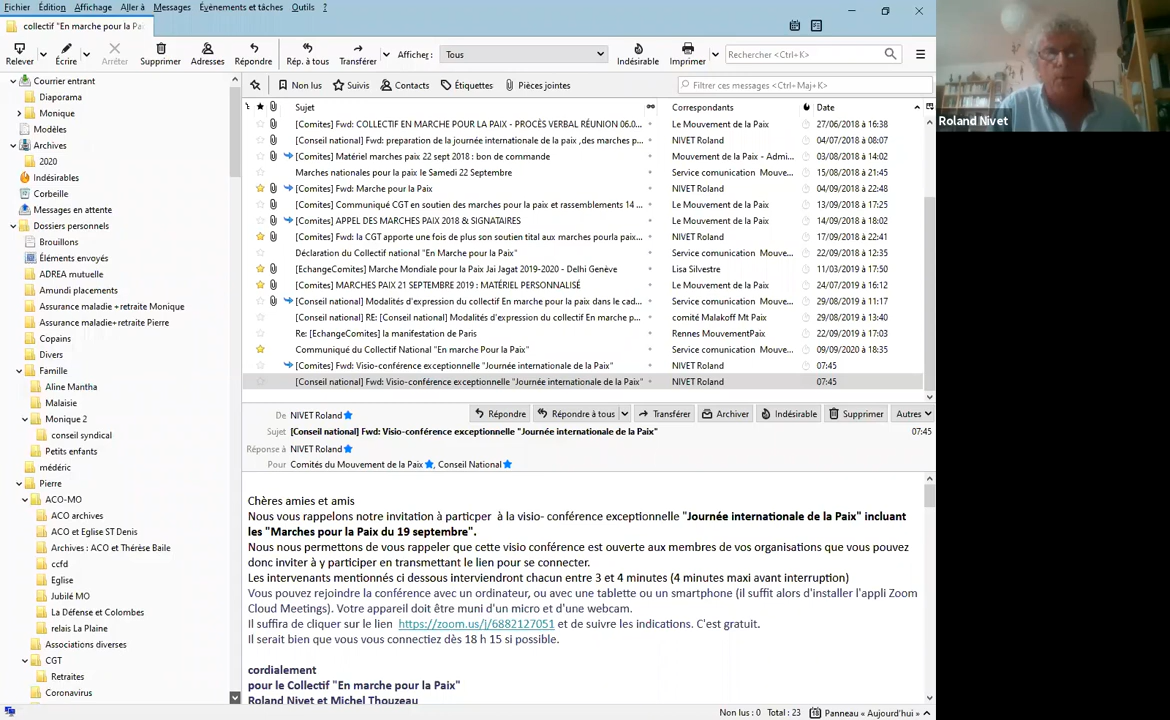 Fichier Édition Affichage Aller à Messages Évènements et tâches Outils ?
collectif "En marche pour la Pai
Relever Écrire Arrêter Supprimer Adresses Répondre Rép. à tous Transférer Afficher : Tous Indésirable Imprimer Rechercher <Ctrl+K>
Non lus Suivis Contacts Étiquettes Pièces jointes Filtrer ces messages <Ctrl+Maj+K>
Courrier entrant
Diaporama
Monique
Modèles
Archives
2020
Indésirables
Corbeille
Messages en attente
Dossiers personnels
Brouillons
Éléments envoyés
ADREA mutuelle
Amundi placements
Assurance maladie +retraite Monique
Assurance maladie+retraite Pierre
Copains
Divers
Famille
Aline Mantha
Malaisie
Monique 2
conseil syndical
Petits enfants
médéric
Pierre
ACO-MO
ACO archives
ACO et Eglise ST Denis
Archives : ACO et Thérèse Baile
ccfd
Eglise
Jubilé MO
La Défense et Colombes
relais La Plaine
Associations diverses
CGT
Retraites
Coronavirus
Sujet Correspondants Date
[Comites] Fwd: COLLECTIF EN MARCHE POUR LA PAIX - PROCÈS VERBAL RÉUNION 06.0... Le Mouvement de la Paix 27/06/2018 à 16:38
[Conseil national] Fwd: preparation de la journée internationale de la paix ,des marches p... NIVET Roland 04/07/2018 à 08:07
[Comites] Matériel marches paix 22 sept 2018 : bon de commande Mouvement de la Paix - Admi... 03/08/2018 à 14:02
Marches nationales pour la paix le Samedi 22 Septembre Service comunication Mouve... 15/08/2018 à 21:45
[Comites] Fwd: Marche pour la Paix NIVET Roland 04/09/2018 à 22:48
[Comites] Communiqué CGT en soutien des marches pour la paix et rassemblements 14 ... Le Mouvement de la Paix 13/09/2018 à 17:25
[Comites] APPEL DES MARCHES PAIX 2018 & SIGNATAIRES Le Mouvement de la Paix 14/09/2018 à 18:02
[Comites] Fwd: la CGT apporte une fois de plus son soutien tital aux marches pourla paix... NIVET Roland 17/09/2018 à 22:41
Déclaration du Collectif national "En Marche pour la Paix" Service comunication Mouve... 22/09/2018 à 12:35
[EchangeComites] Marche Mondiale pour la Paix Jai Jagat 2019-2020 - Delhi Genève Lisa Silvestre 11/03/2019 à 17:50
[Comites] MARCHES PAIX 21 SEPTEMBRE 2019 : MATÉRIEL PERSONNALISÉ Le Mouvement de la Paix 24/07/2019 à 16:12
[Conseil national] Modalités d'expression du collectif En marche pour la paix dans le cad... Service comunication Mouve... 29/08/2019 à 11:17
[Conseil national] RE: [Conseil national] Modalités d'expression du collectif En marche p... comité Malakoff Mt Paix 29/08/2019 à 13:40
Re: [EchangeComites] la manifestation de Paris Rennes MouvementPaix 22/09/2019 à 17:03
Communiqué du Collectif National "En marche Pour la Paix" Service comunication Mouve... 09/09/2020 à 18:35
[Comites] Fwd: Visio-conférence exceptionnelle "Journée internationale de la Paix" NIVET Roland 07:45
[Conseil national] Fwd: Visio-conférence exceptionnelle "Journée internationale de la Paix" NIVET Roland 07:45
De NIVET Roland Répondre Répondre à tous Transférer Archiver Indésirable Supprimer Autres
Sujet [Conseil national] Fwd: Visio-conférence exceptionnelle "Journée internationale de la Paix" 07:45
Réponse à NIVET Roland
Pour Comités du Mouvement de la Paix , Conseil National
Chères amies et amis
Nous vous rappelons notre invitation à particper à la visio- conférence exceptionnelle "Journée internationale de la Paix" incluant
les "Marches pour la Paix du 19 septembre".
Nous nous permettons de vous rappeler que cette visio conférence est ouverte aux membres de vos organisations que vous pouvez
donc inviter à y participer en transmettant le lien pour se connecter.
Les intervenants mentionnés ci dessous interviendront chacun entre 3 et 4 minutes (4 minutes maxi avant interruption)
Vous pouvez rejoindre la conférence avec un ordinateur, ou avec une tablette ou un smartphone (il suffit alors d'installer l'appli Zoom
Cloud Meetings). Votre appareil doit être muni d'un micro et d'une webcam.
Il suffira de cliquer sur le lien https://zoom.us/j/6882127051 et de suivre les indications. C'est gratuit.
Il serait bien que vous vous connectiez dès 18 h 15 si possible.
cordialement
pour le Collectif "En marche pour la Paix"
Roland Nivet et Michel Thouzeau
Non lus : 0 Total : 23 Panneau « Aujourd'hui »
Roland Nivet